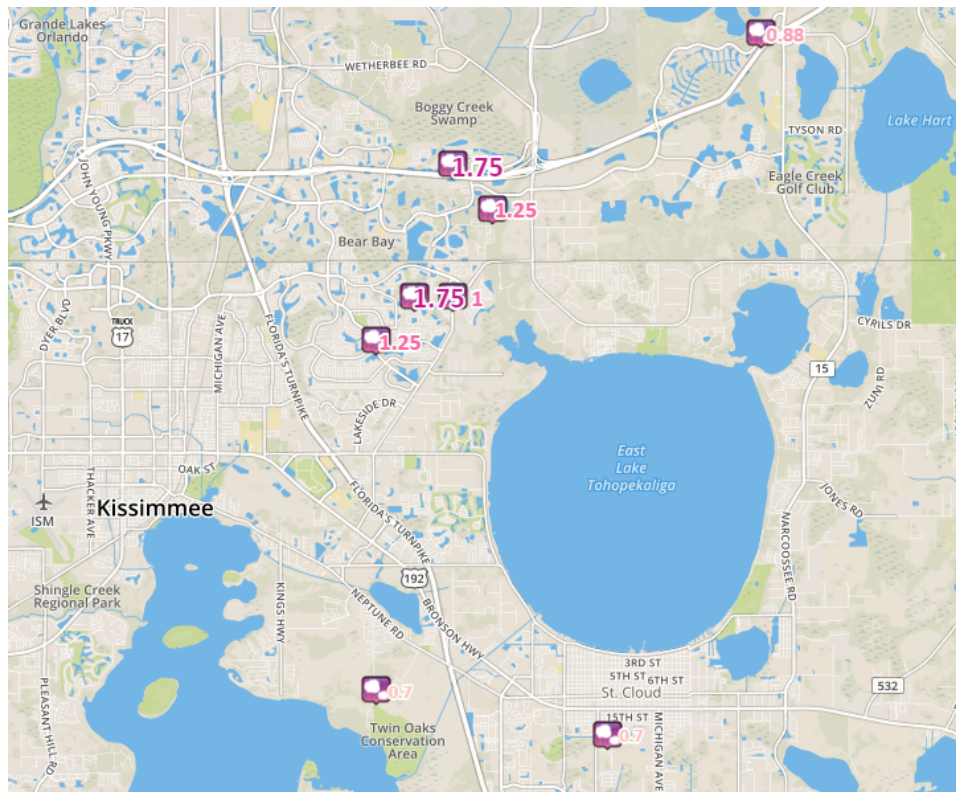 Grande Lakes
Orlando
0.88
WETHERBEE RD
Boggy Creek
Swamp
Lake Hart
TYSON RD
JOHN YOUNG PKWY
1.75
Eagle Creek
Golf Club
1.25
Bear Bay
1.75
1
DYER BLVD
TRUCK
17
MICHIGAN AVE
FLORIDA'S TURNPIKE
1.25
CYRILS DR
15
ZUNI RD
LAKESIDE DR
East
Lake
Tohopekaliga
OAK ST
THACKER AVE
ISM
Kissimmee
FLORIDA'S TURNPIKE
JONES RD
NARCOOSSEE RD
192
Shingle Creek
Regional Park
KINGS HWY
NEPTUNE RD
BRONSON HWY
3RD ST
5TH ST
6TH ST
St. Cloud
532
PLEASANT HILL RD
0.7
Twin Oaks
Conservation
Area
15TH ST
0.7
MICHIGAN AVE